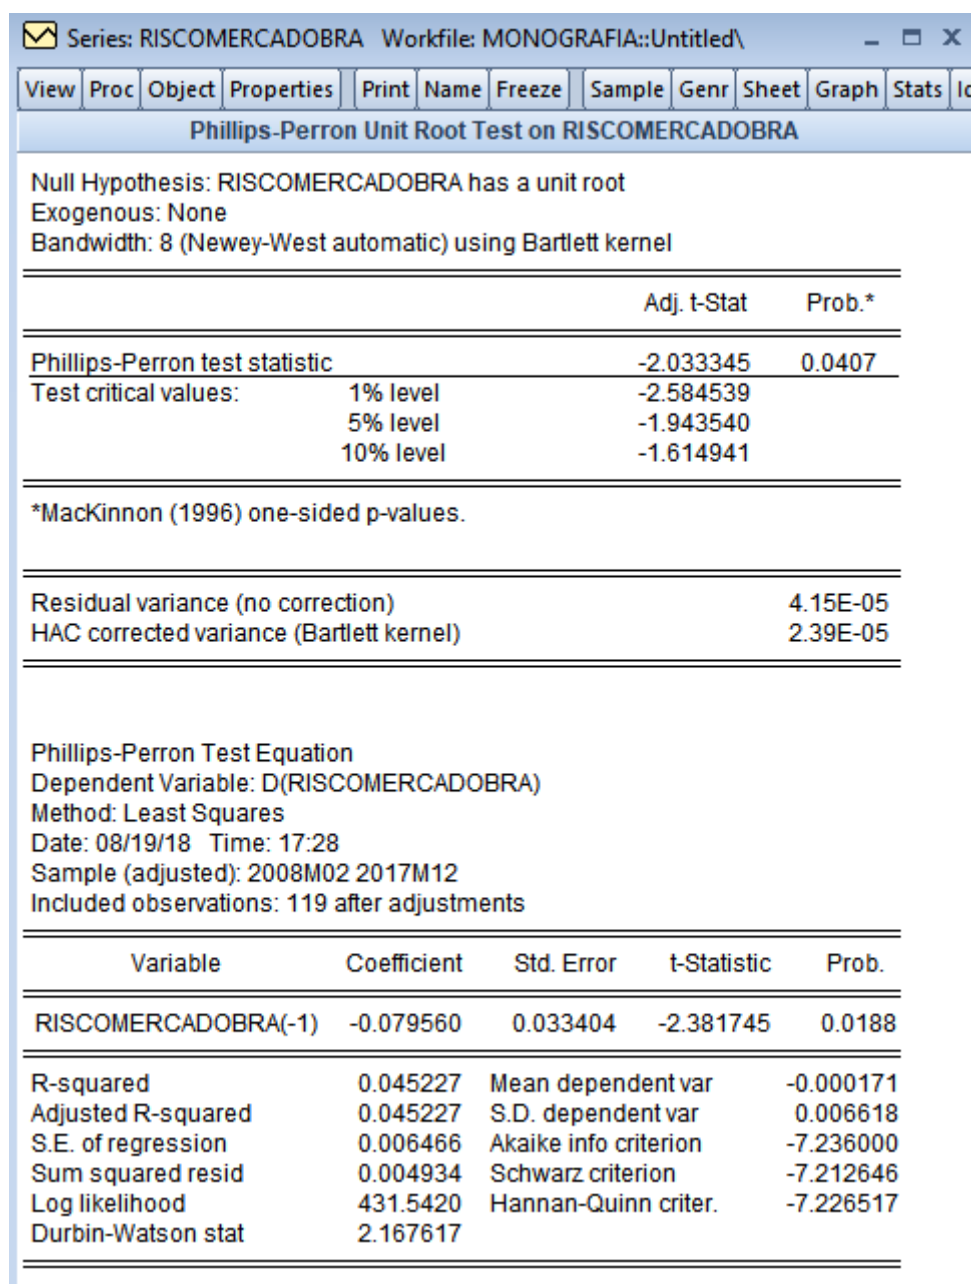 Series: RISCOMERCADOBRA Workfile: MONOGRAFIA::Untitled\
View Proc Object Properties Print Name Freeze Sample Genr Sheet Graph Stats
Phillips-Perron Unit Root Test on RISCOMERCADOBRA
Null Hypothesis: RISCOMERCADOBRA has a unit root
Exogenous: None
Bandwidth: 8 (Newey-West automatic) using Bartlett kernel
Adj. t-Stat Prob.*
Phillips-Perron test statistic -2.033345 0.0407
Test critical values: 1% level -2.584539
5% level -1.943540
10% level -1.614941
*MacKinnon (1996) one-sided p-values.
Residual variance (no correction) 4.15E-05
HAC corrected variance (Bartlett kernel) 2.39E-05
Phillips-Perron Test Equation
Dependent Variable: D(RISCOMERCADOBRA)
Method: Least Squares
Date: 08/19/18 Time: 17:28
Sample (adjusted): 2008M02 2017M12
Included observations: 119 after adjustments
Variable Coefficient Std. Error t-Statistic Prob.
RISCOMERCADOBRA(-1) -0.079560 0.033404 -2.381745 0.0188
R-squared 0.045227 Mean dependent var -0.000171
Adjusted R-squared 0.045227 S.D. dependent var 0.006618
S.E. of regression 0.006466 Akaike info criterion -7.236000
Sum squared resid 0.004934 Schwarz criterion -7.212646
Log likelihood 431.5420 Hannan-Quinn criter. -7.226517
Durbin-Watson stat 2.167617